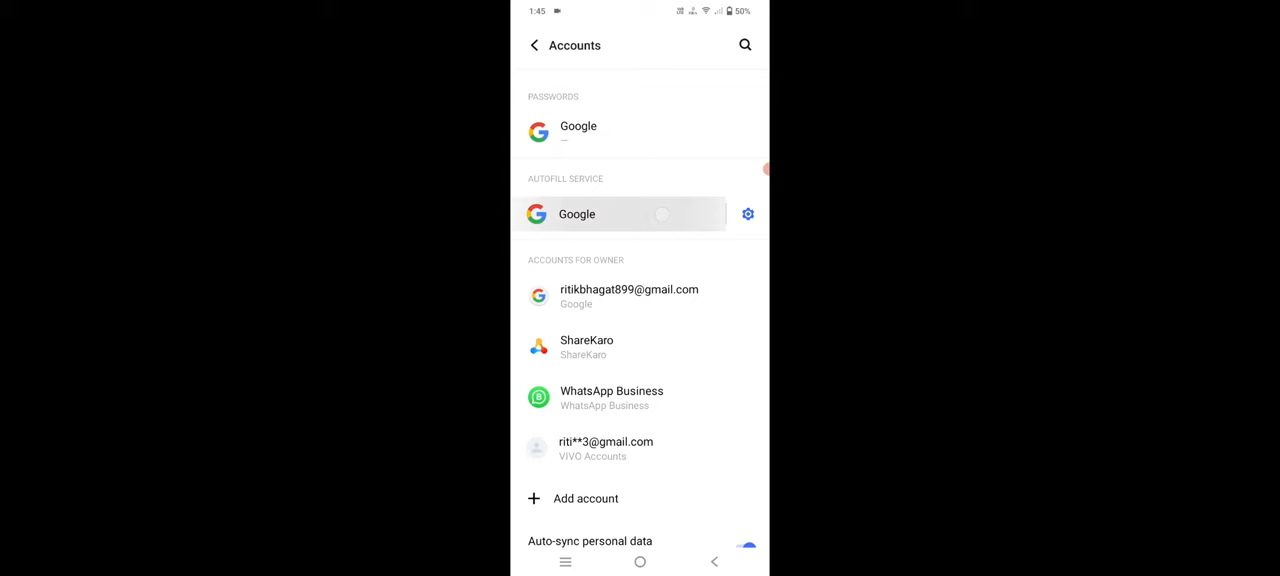 1:45
50%
Accounts
PASSWORDS
Google
—
AUTOFILL SERVICE
Google
ACCOUNTS FOR OWNER
ritikbhagat899@gmail.com
Google
ShareKaro
ShareKaro
WhatsApp Business
WhatsApp Business
riti**3@gmail.com
VIVO Accounts
Add account
Auto-sync personal data